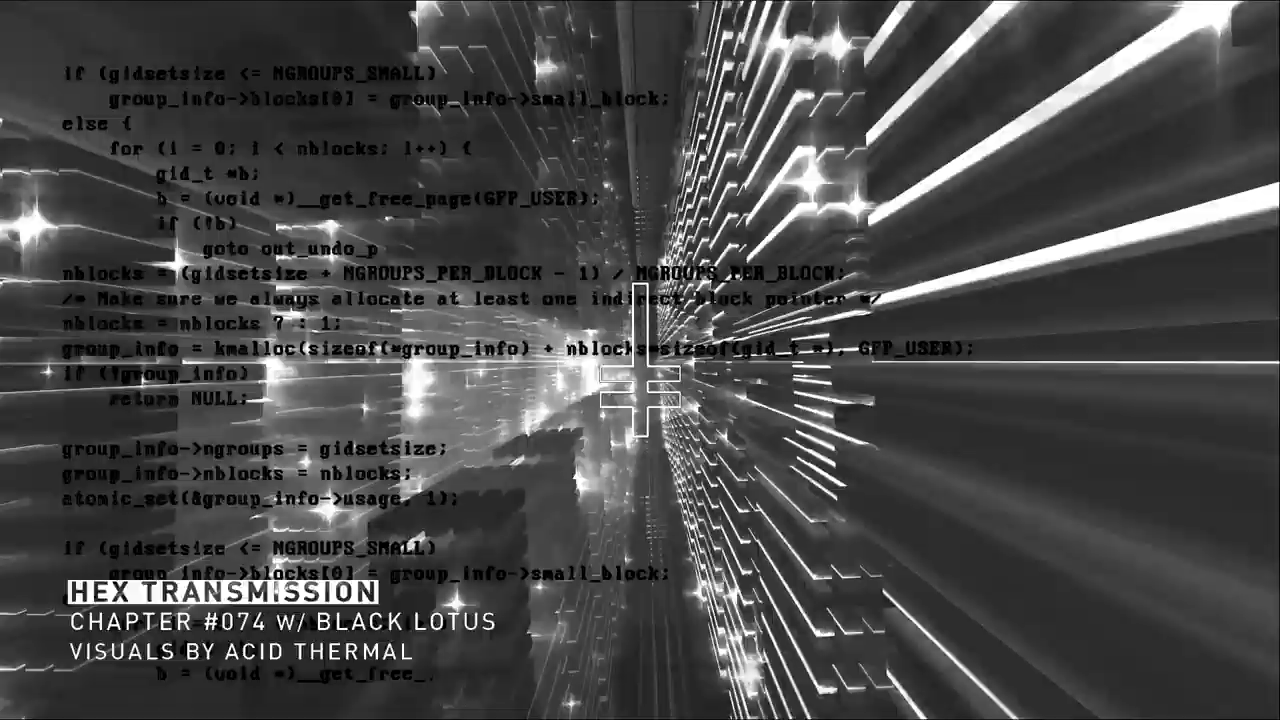 if (gidsetsize <= NGROUPS_SMALL)
group_info->blocks[0] = group_info->small_block;
else {
for (i = 0; i < nblocks; i++) {
gid_t *b;
b = (void *)__get_free_page(GFP_USER);
if (!b)
goto out_undo_p
nblocks = (gidsetsize + NGROUPS_PER_BLOCK - 1) / NGROUPS_PER_BLOCK;
/* Make sure we always allocate at least one indirect block pointer */
nblocks = nblocks ? : 1;
group_info = kmalloc(sizeof(*group_info) + nblocks*sizeof(gid_t *), GFP_USER);
if (!group_info)
return NULL;
group_info->ngroups = gidsetsize;
group_info->nblocks = nblocks;
atomic_set(&group_info->usage, 1);
if (gidsetsize <= NGROUPS_SMALL)
group_info->blocks[0] = group_info->small_block;
HEX TRANSMISSION
CHAPTER #074 W/ BLACK LOTUS
VISUALS BY ACID THERMAL
b = (void *)__get_free_